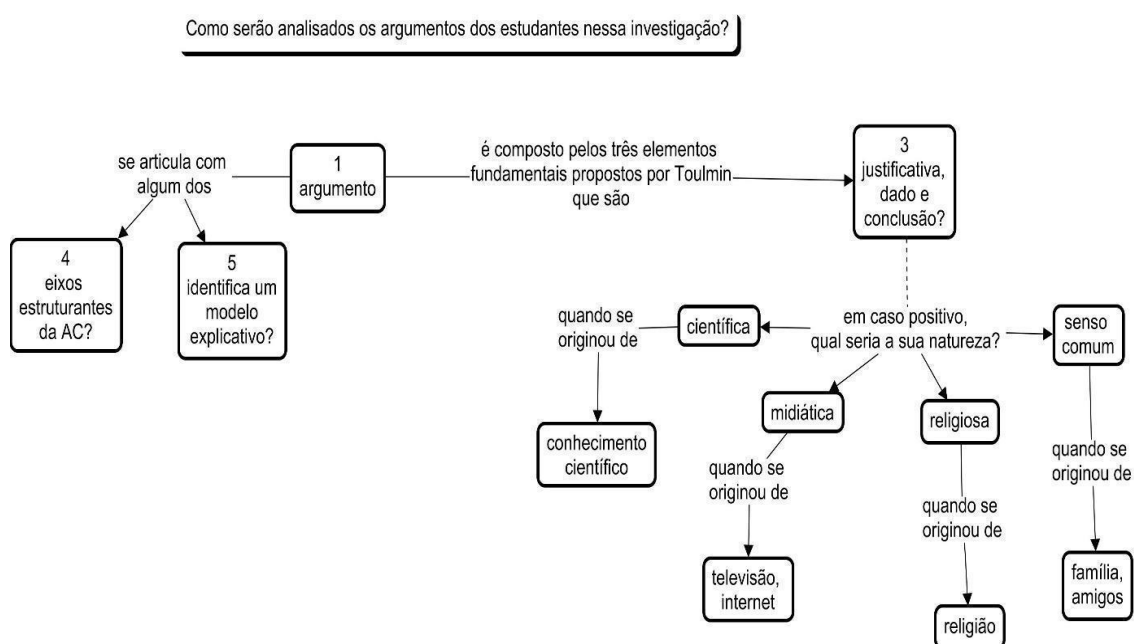 Como serão analisados os argumentos dos estudantes nessa investigação?
se articula com
algum dos
1
argumento
é composto pelos três elementos
fundamentais propostos por Toulmin
que são
3
justificativa,
dado e
conclusão?
4
eixos
estruturantes
da AC?
5
identifica um
modelo
explicativo?
quando se
originou de
científica
em caso positivo,
qual seria a sua natureza?
senso
comum
midiática
religiosa
conhecimento
científico
quando se
originou de
quando se
originou de
quando se
originou de
televisão,
internet
religião
família,
amigos